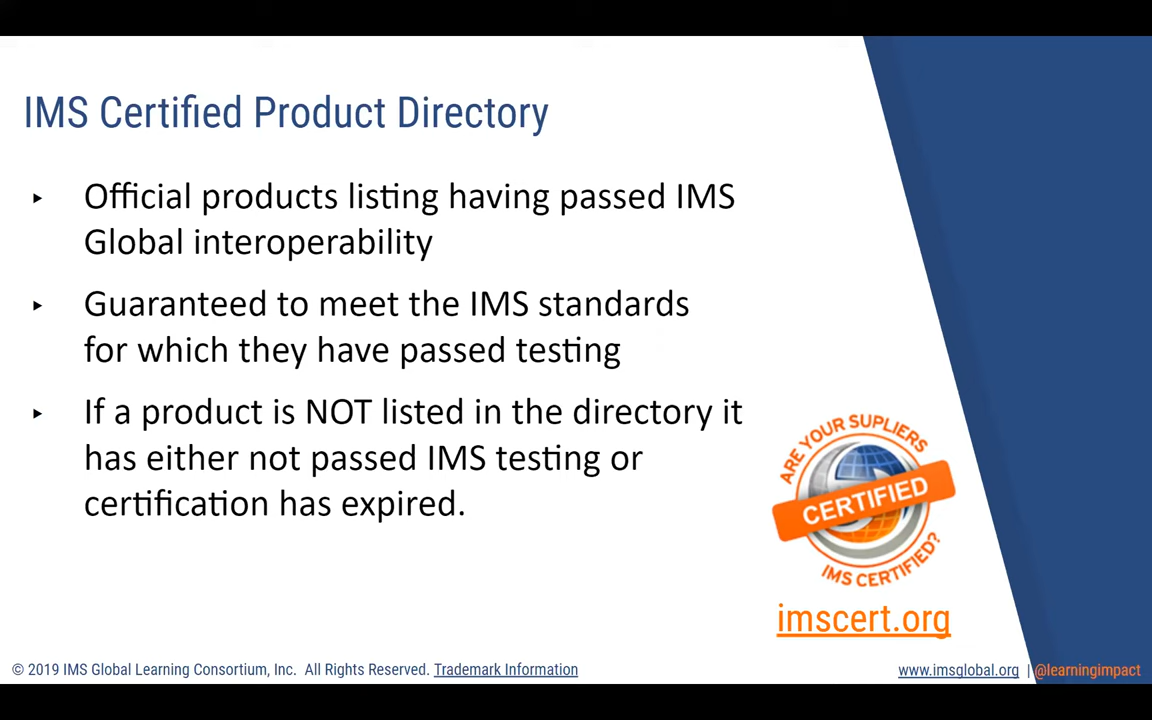 IMS Certified Product Directory
▸ Official products listing having passed IMS
Global interoperability
▸ Guaranteed to meet the IMS standards
for which they have passed testing
▸ If a product is NOT listed in the directory it
has either not passed IMS testing or
certification has expired.
ARE YOUR SUPLIERS
CERTIFIED
IMS CERTIFIED?
imscert.org
© 2019 IMS Global Learning Consortium, Inc. All Rights Reserved. Trademark Information
www.imsglobal.org | @learningimpact